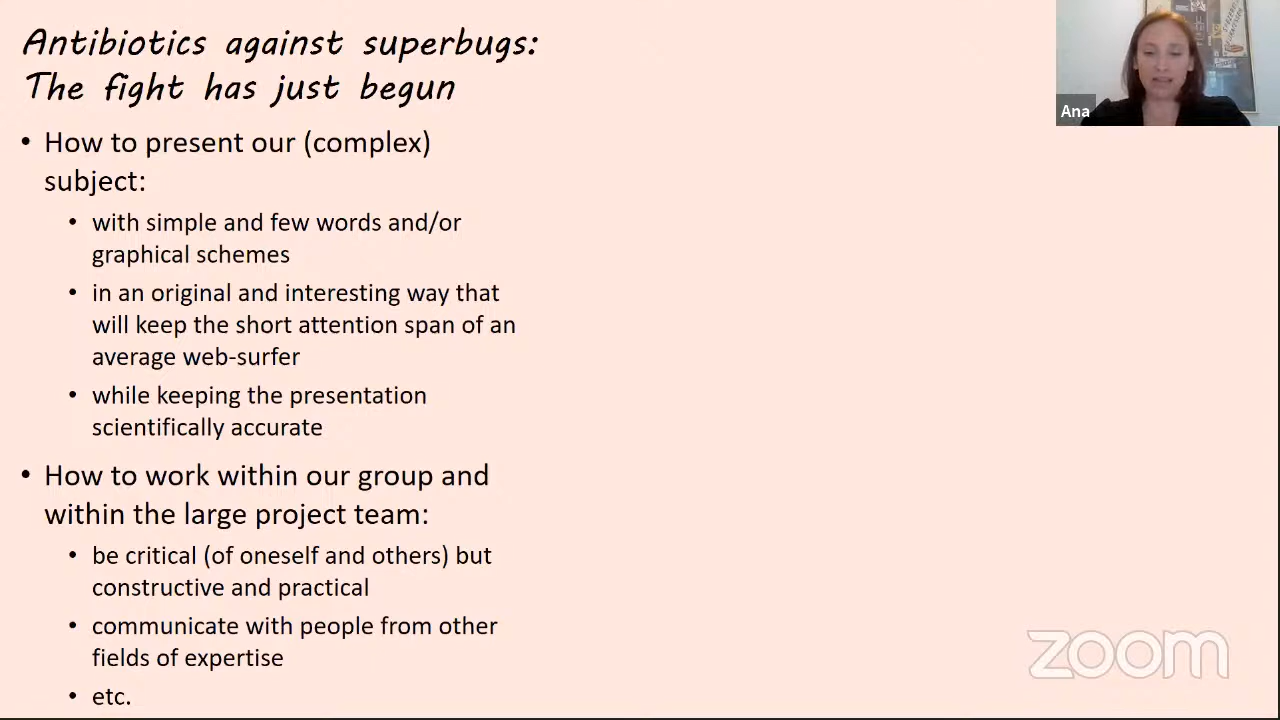 Antibiotics against superbugs:
The fight has just begun
• How to present our (complex)
subject:
• with simple and few words and/or
graphical schemes
• in an original and interesting way that
will keep the short attention span of an
average web-surfer
• while keeping the presentation
scientifically accurate
• How to work within our group and
within the large project team:
• be critical (of oneself and others) but
constructive and practical
• communicate with people from other
fields of expertise
• etc.
Ana
zoom